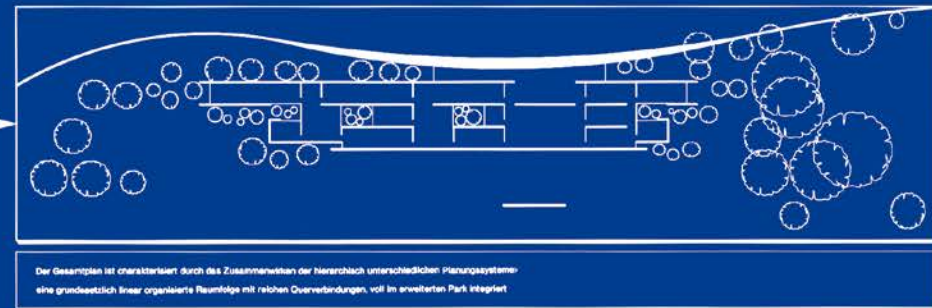 Der Gesamtplan ist charakterisiert durch das Zusammenwirken der hierarchisch unterschiedlichen Planungssysteme>
eine grundsetzlich linear organisierte Raumfolge mit reichen Querverbindungen, voll im erweiterten Park integriert